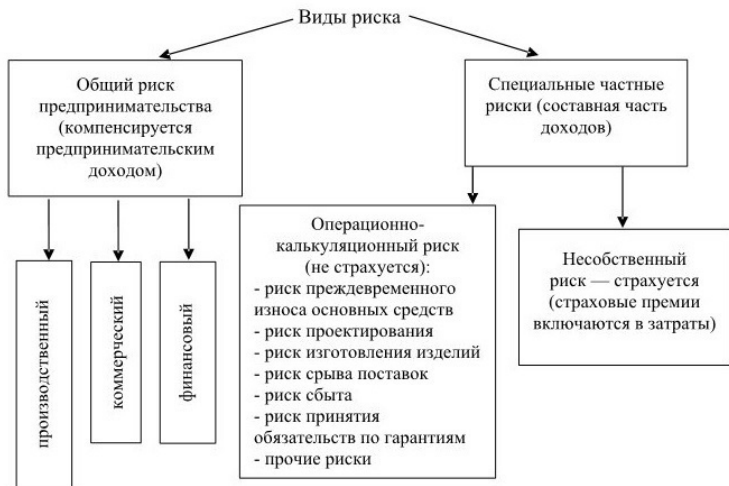 Виды риска
Общий риск
предпринимательства
(компенсируется
предпринимательским
доходом)
Специальные частные
риски (составная часть
доходов)
производственный
коммерческий
финансовый
Операционно-
калькуляционный риск
(не страхуется):
- риск преждевременного
износа основных средств
- риск проектирования
- риск изготовления изделий
- риск срыва поставок
- риск сбыта
- риск принятия
обязательств по гарантиям
- прочие риски
Несобственный
риск — страхуется
(страховые премии
включаются в затраты)